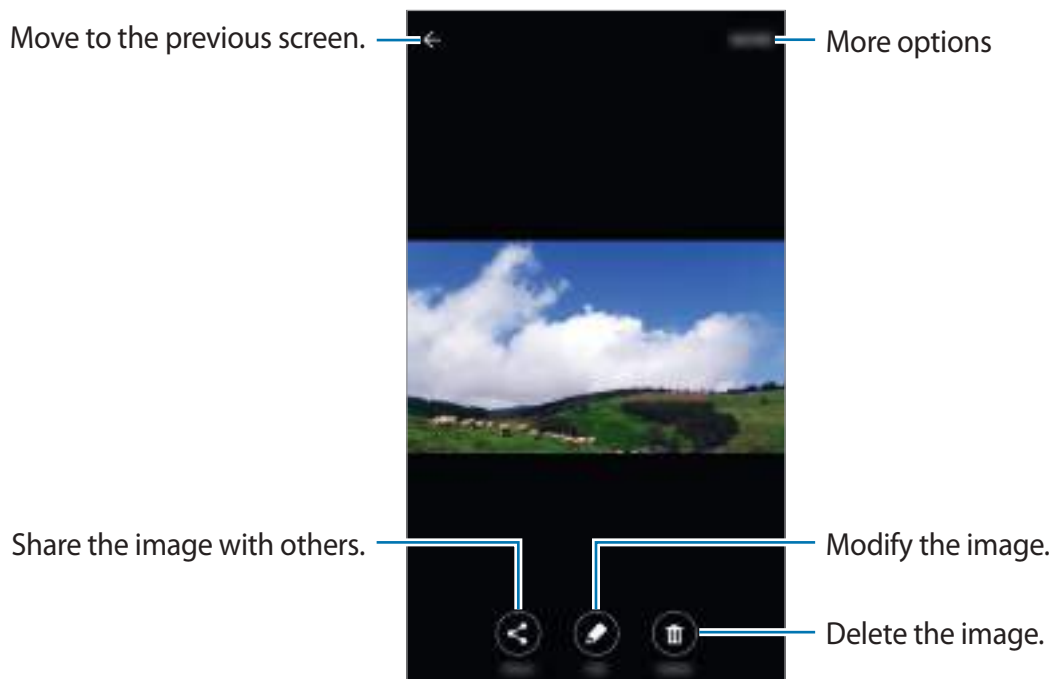 Move to the previous screen.
More options
Share the image with others.
Modify the image.
Delete the image.